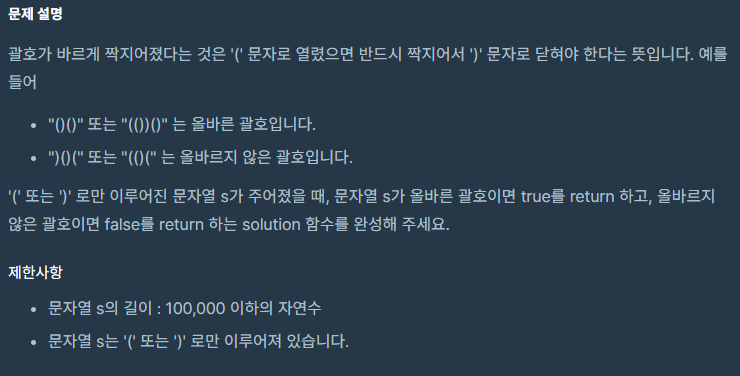 문제 설명
괄호가 바르게 짝지어졌다는 것은 '(' 문자로 열렸으면 반드시 짝지어서 ')' 문자로 닫혀야 한다는 뜻입니다. 예를
들어
• "()()" 또는 "(())()" 는 올바른 괄호입니다.
• ")()(" 또는 "(()(" 는 올바르지 않은 괄호입니다.
'(' 또는 ')' 로만 이루어진 문자열 s가 주어졌을 때, 문자열 s가 올바른 괄호이면 true를 return 하고, 올바르지
않은 괄호이면 false를 return 하는 solution 함수를 완성해 주세요.
제한사항
• 문자열 s의 길이 : 100,000 이하의 자연수
• 문자열 s는 '(' 또는 ')' 로만 이루어져 있습니다.